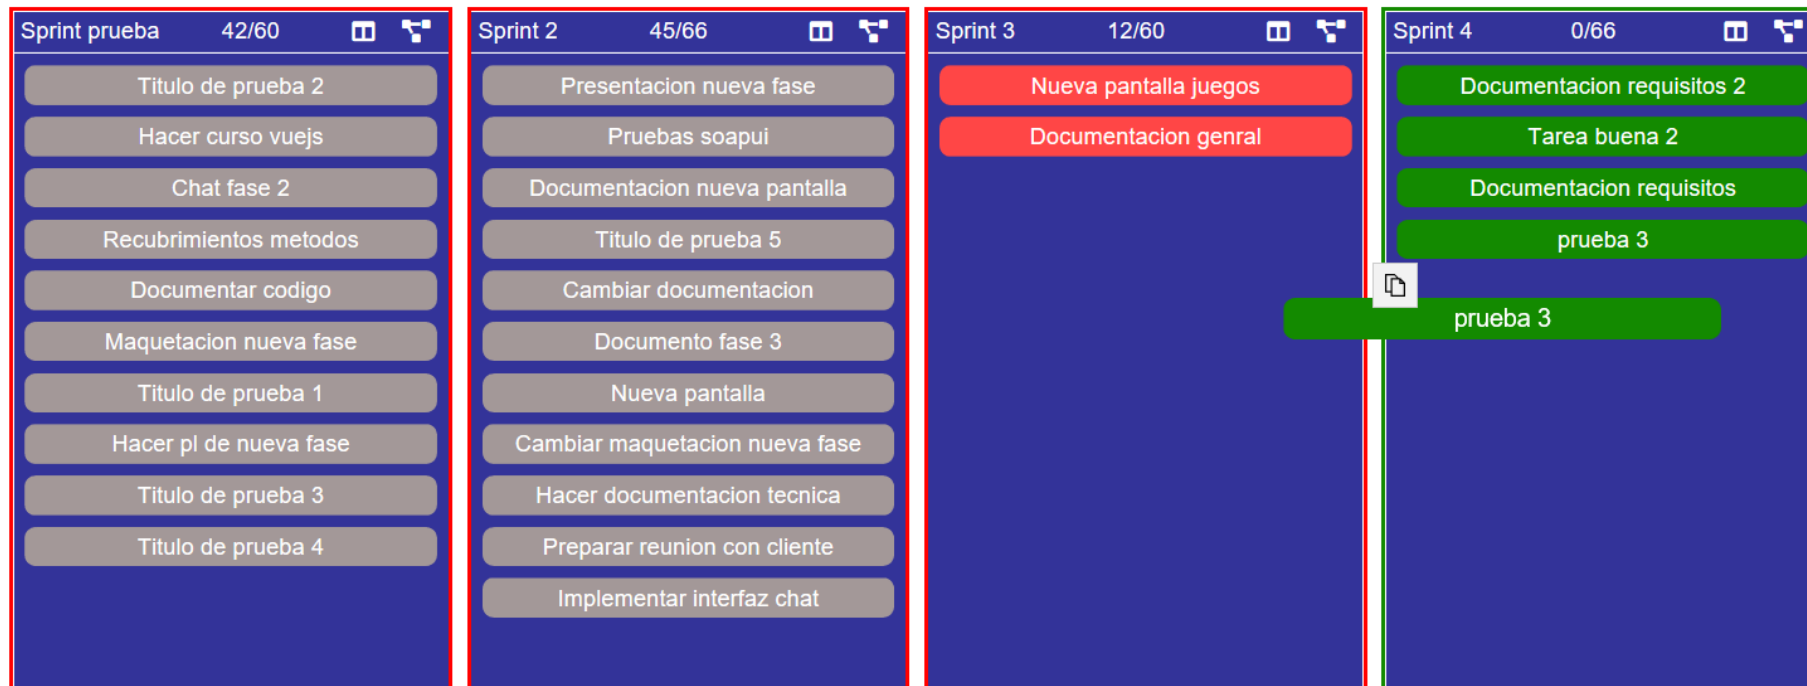 Sprint prueba 42/60
Titulo de prueba 2
Hacer curso vuejs
Chat fase 2
Recubrimientos metodos
Documentar codigo
Maquetacion nueva fase
Titulo de prueba 1
Hacer pl de nueva fase
Titulo de prueba 3
Titulo de prueba 4
Sprint 2 45/66
Presentacion nueva fase
Pruebas soapui
Documentacion nueva pantalla
Titulo de prueba 5
Cambiar documentacion
Documento fase 3
Nueva pantalla
Cambiar maquetacion nueva fase
Hacer documentacion tecnica
Preparar reunion con cliente
Implementar interfaz chat
Sprint 3 12/60
Nueva pantalla juegos
Documentacion genral
Sprint 4 0/66
Documentacion requisitos 2
Tarea buena 2
Documentacion requisitos
prueba 3
prueba 3